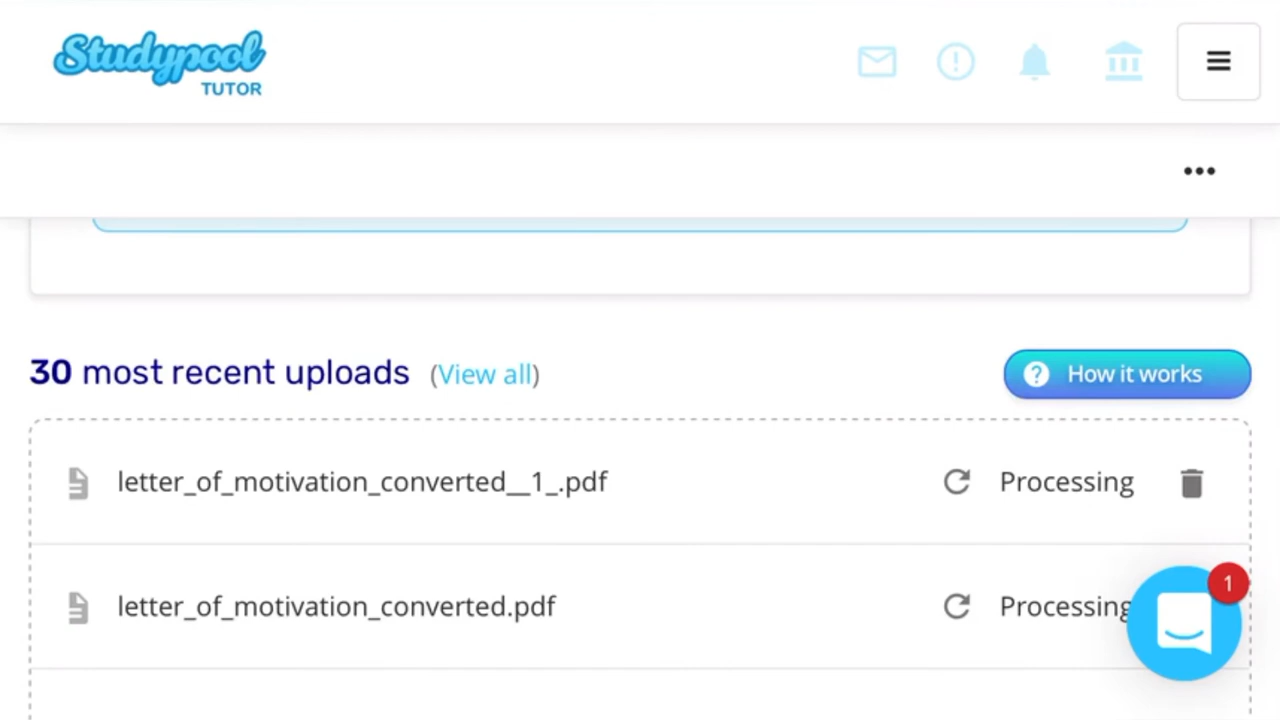 Studypool
TUTOR
30 most recent uploads (View all)
How it works
letter_of_motivation_converted__1_.pdf Processing
letter_of_motivation_converted.pdf Processing
1